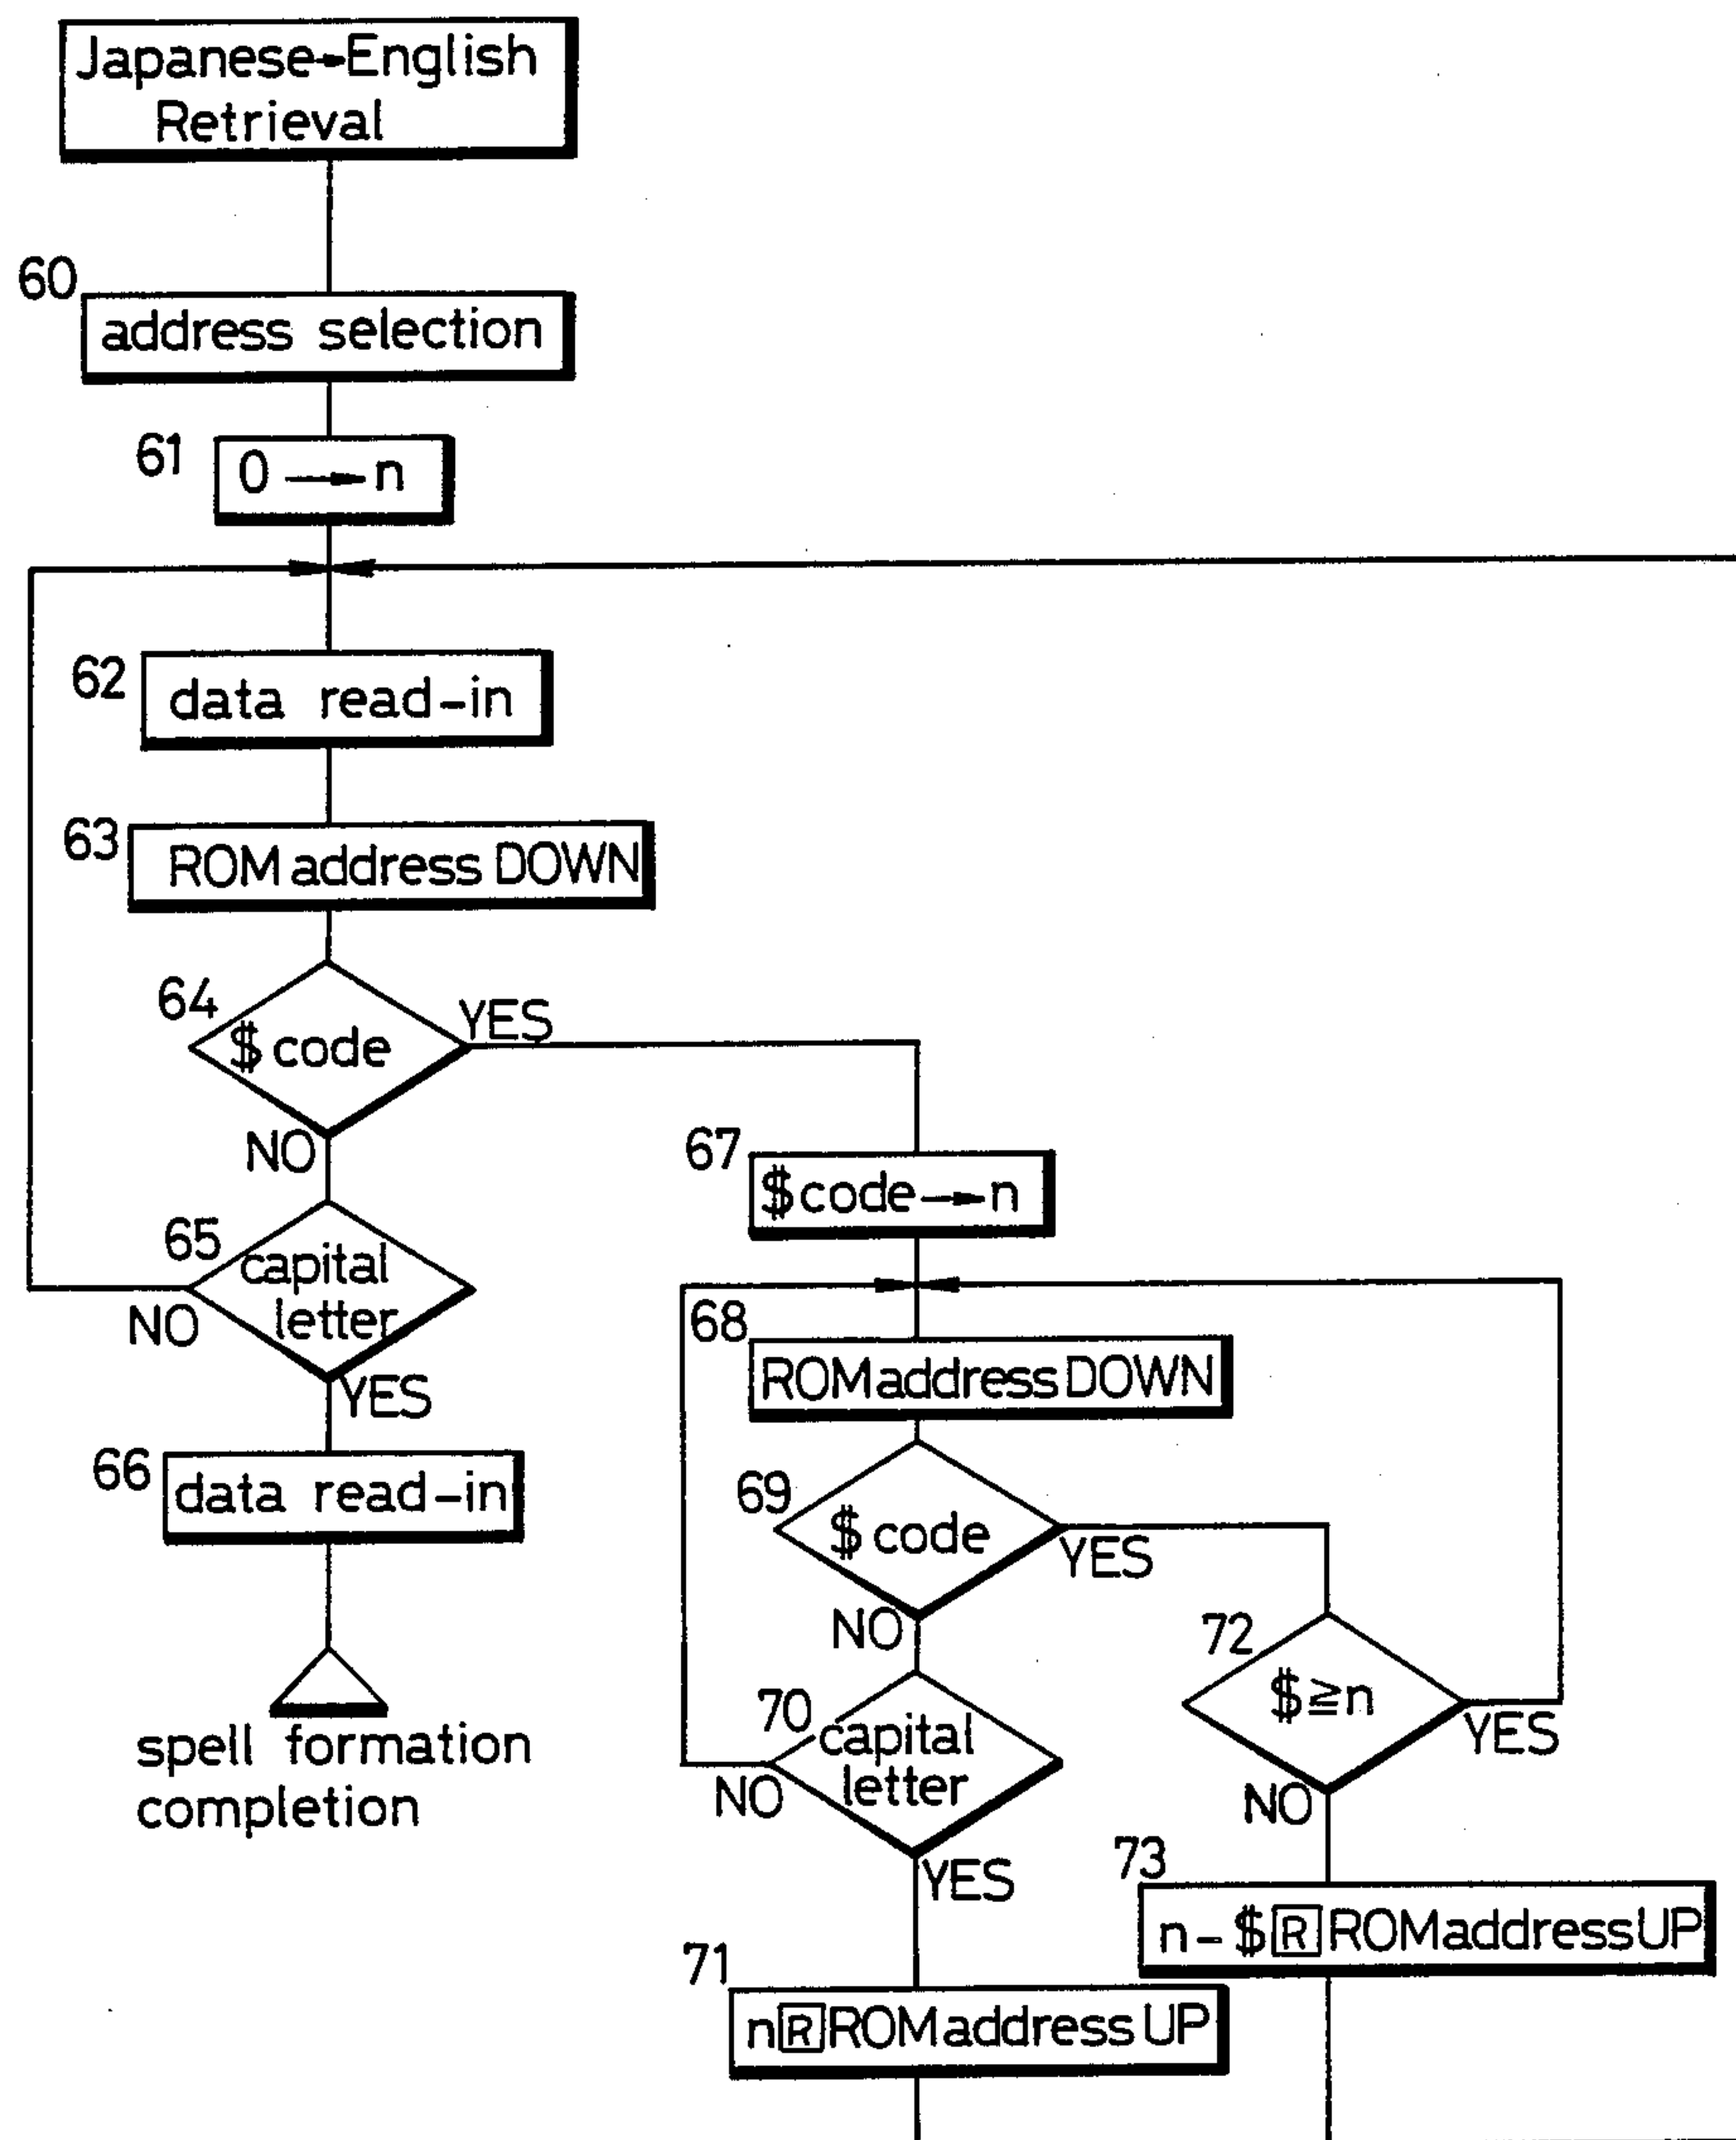 Japanese→English
Retrieval
60
address selection
61
0 → n
62
data read-in
63
ROM address DOWN
64
$ code
YES
NO
65
capital
letter
NO
YES
66
data read-in
spell formation
completion
67
$code→n
68
ROM address DOWN
69
$ code
YES
NO
70
capital
letter
NO
YES
71
n R ROM address UP
72
$≧n
YES
NO
73
n-$ R ROM address UP